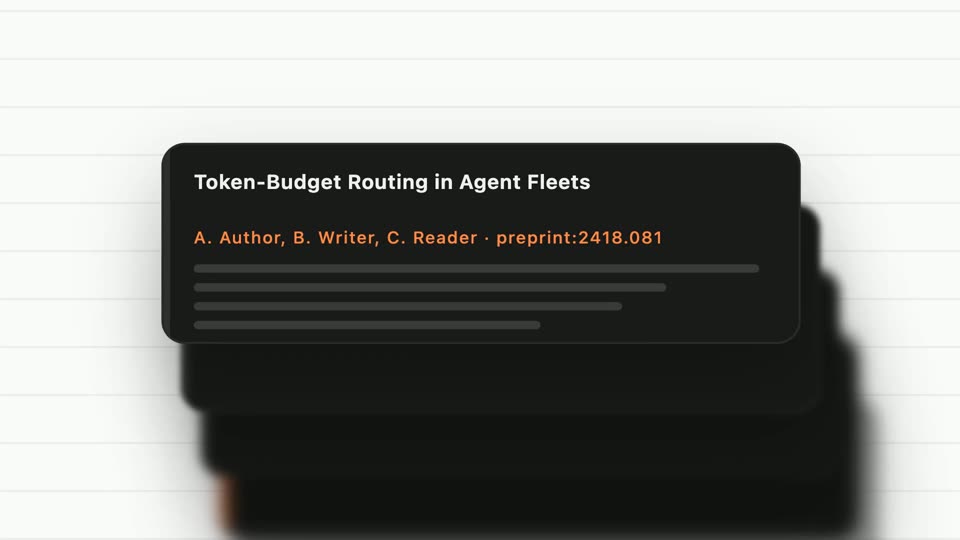 Token-Budget Routing in Agent Fleets
A. Author, B. Writer, C. Reader · preprint:2418.081